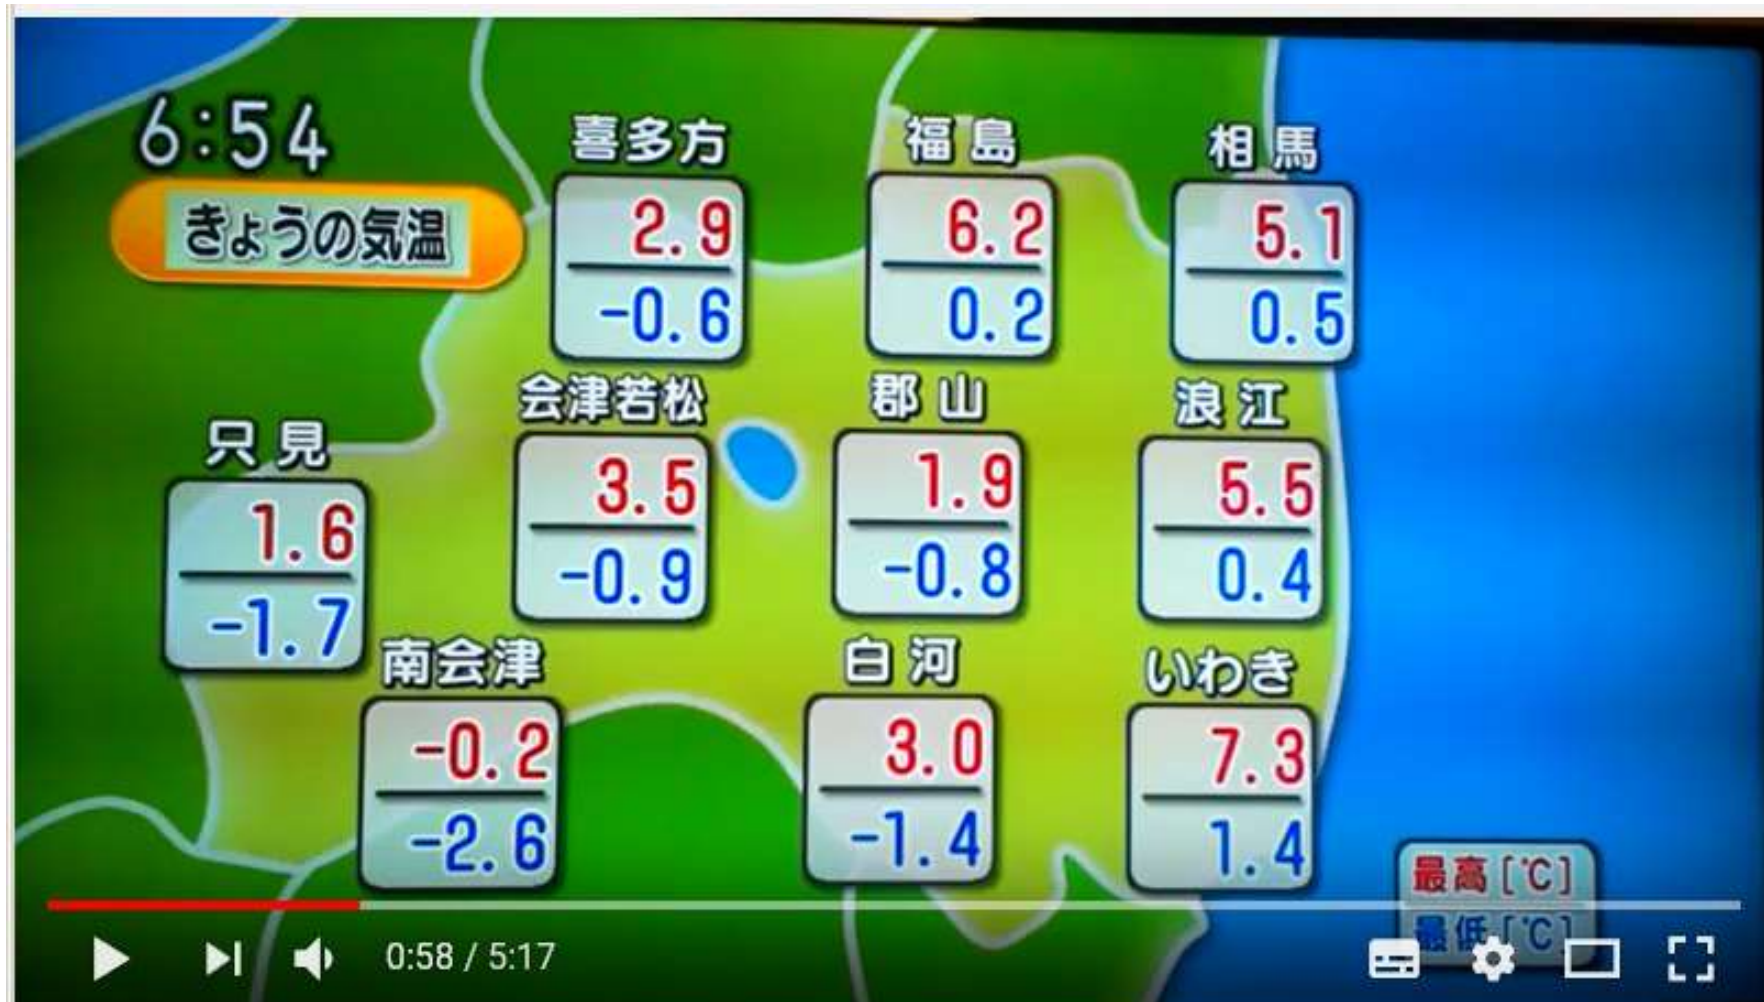 6:54
きょうの気温
喜多方
2.9
-0.6
福島
6.2
0.2
相馬
5.1
0.5
只見
1.6
-1.7
会津若松
3.5
-0.9
郡山
1.9
-0.8
浪江
5.5
0.4
南会津
-0.2
-2.6
白河
3.0
-1.4
いわき
7.3
1.4
最高[℃]
最低[℃]
0:58 / 5:17